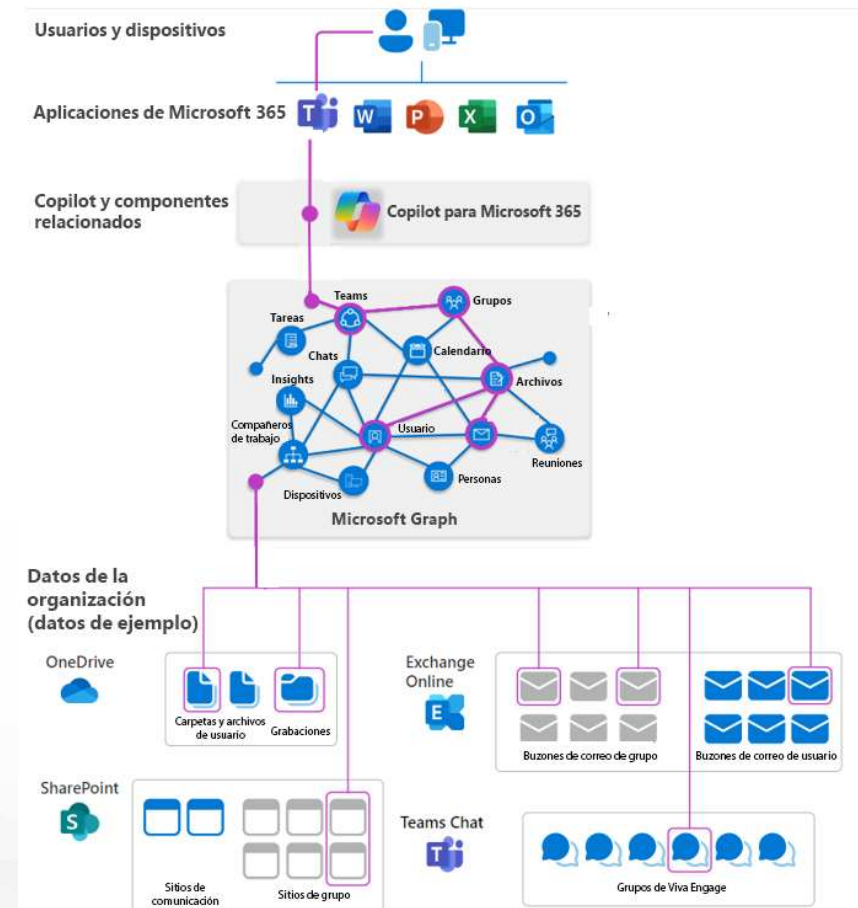 Usuarios y dispositivos
Aplicaciones de Microsoft 365
T
W
P
X
O
Copilot y componentes
relacionados
Copilot para Microsoft 365
Teams
Grupos
Tareas
Calendario
Chats
Insights
Archivos
Compañeros
de trabajo
Usuario
Reuniones
Dispositivos
Personas
Microsoft Graph
Datos de la
organización
(datos de ejemplo)
OneDrive
Carpetas y archivos
de usuario
Grabaciones
Exchange
Online
E
Buzones de correo de grupo
Buzones de correo de usuario
SharePoint
S
Sitios de
comunicación
Sitios de grupo
Teams Chat
T
Grupos de Viva Engage